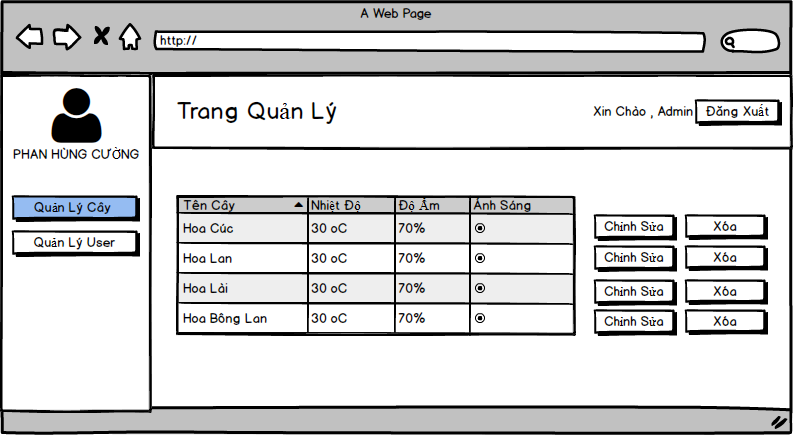 A Web Page
http://
PHAN HÙNG CƯỜNG
Quản Lý Cây
Quản Lý User
Trang Quản Lý
Xin Chào , Admin Đăng Xuất
Tên Cây Nhiệt Độ Độ Ẩm Ánh Sáng
Hoa Cúc 30 oC 70% Chỉnh Sửa Xóa
Hoa Lan 30 oC 70% Chỉnh Sửa Xóa
Hoa Lài 30 oC 70% Chỉnh Sửa Xóa
Hoa Bông Lan 30 oC 70% Chỉnh Sửa Xóa